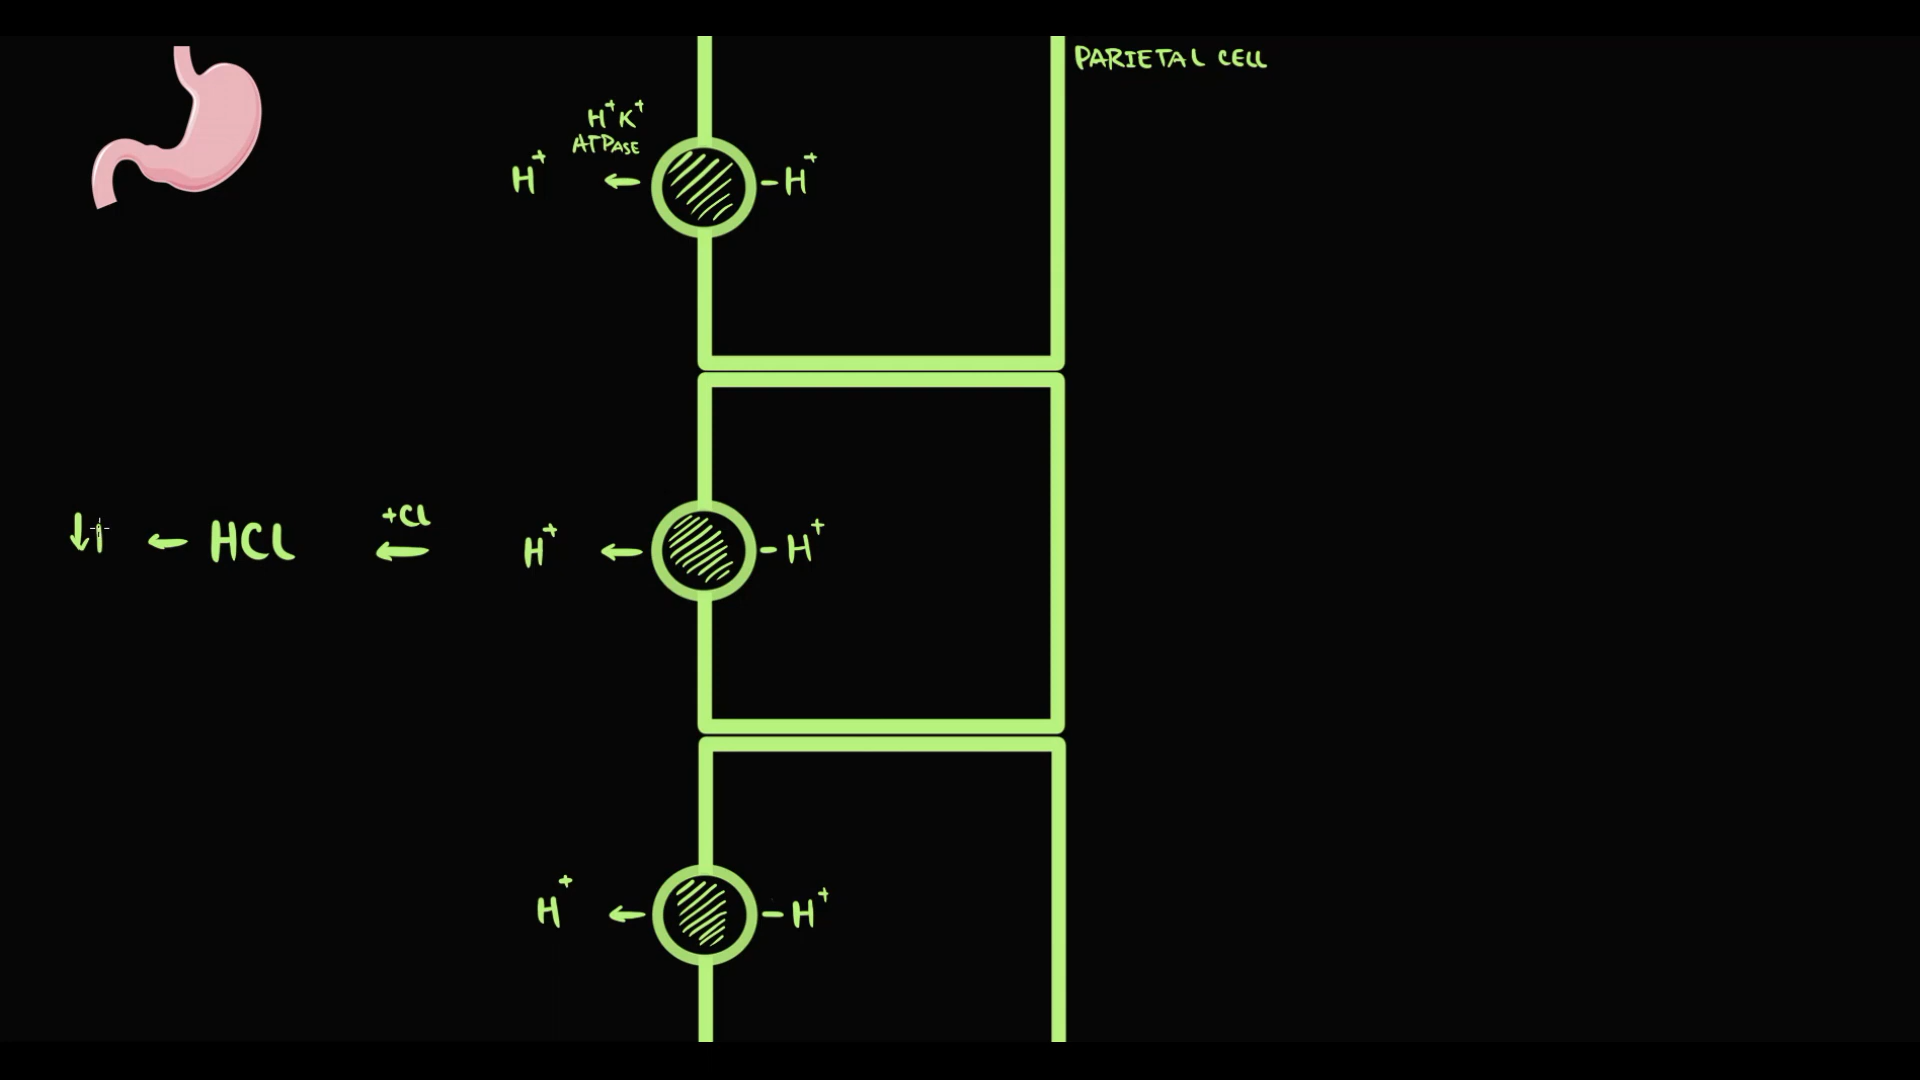 PARIETAL CELL
H⁺K⁺
ATPASE
H⁺ ← -H⁺
+Cl
↓ ← HCl ← H⁺ ← -H⁺
H⁺ ← -H⁺